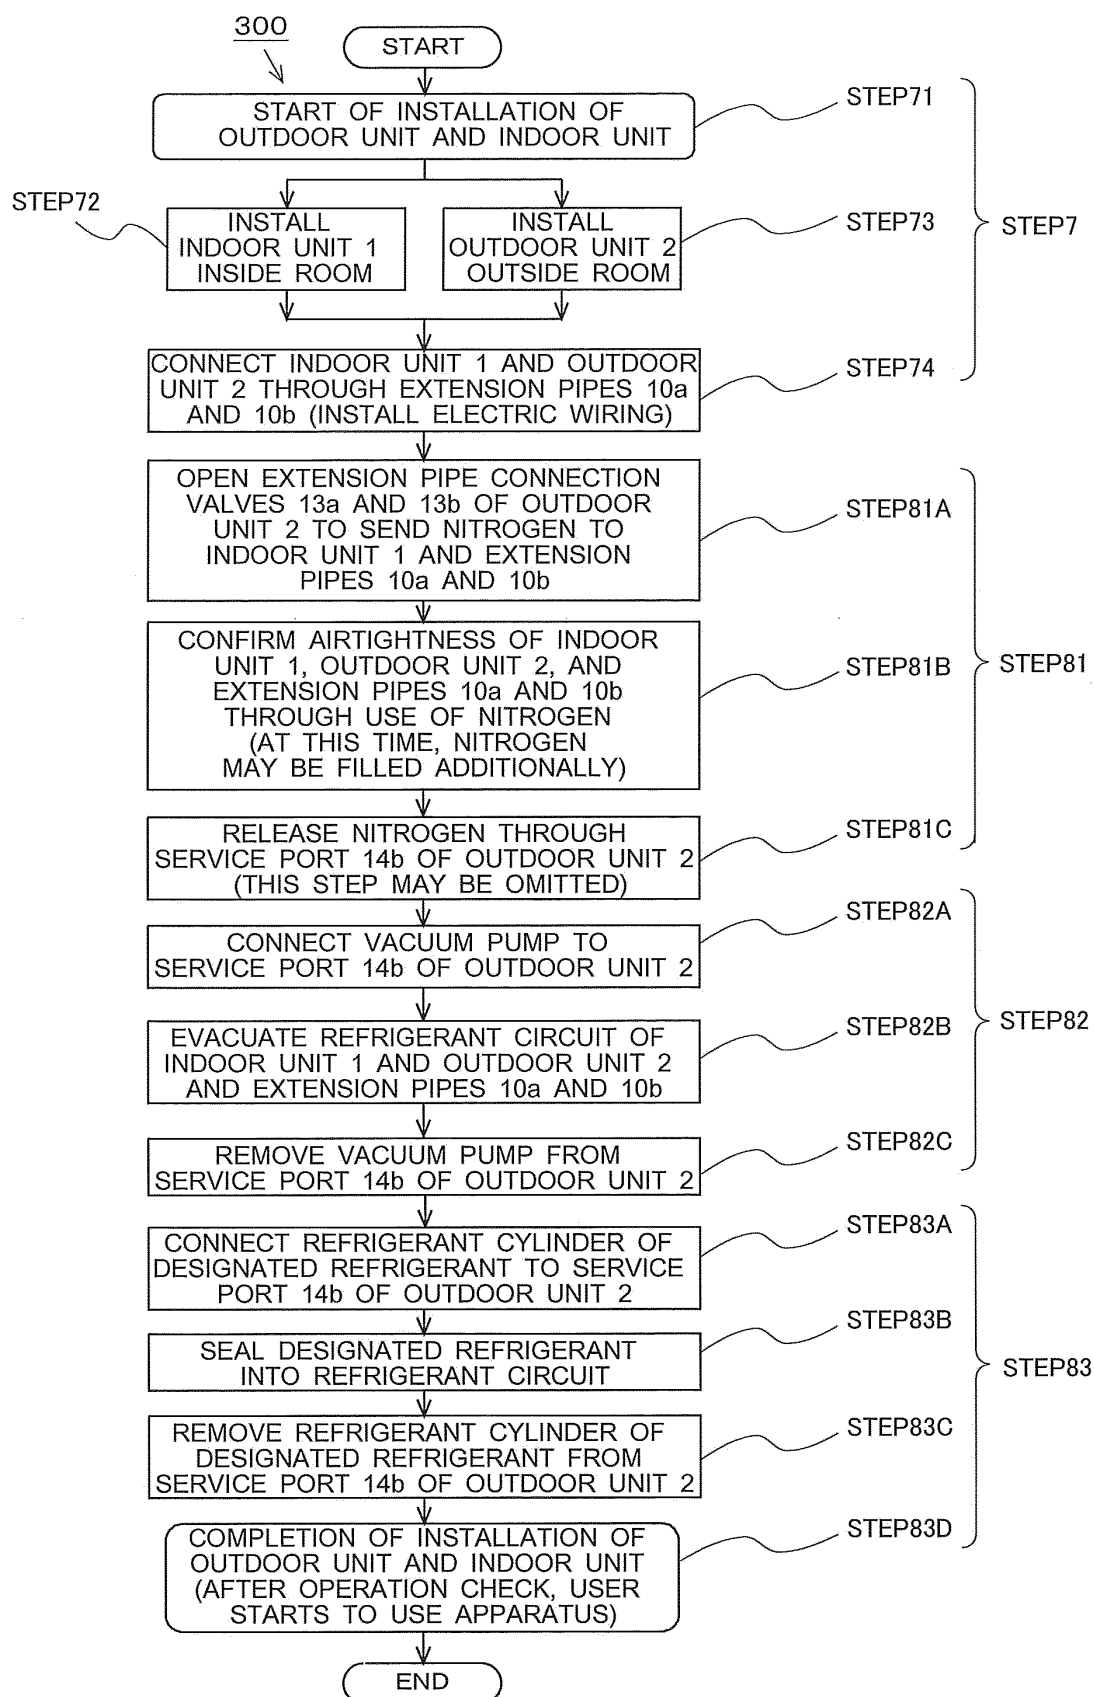 300
START
START OF INSTALLATION OF
OUTDOOR UNIT AND INDOOR UNIT
STEP71
STEP72
INSTALL
INDOOR UNIT 1
INSIDE ROOM
INSTALL
OUTDOOR UNIT 2
OUTSIDE ROOM
STEP73
STEP7
CONNECT INDOOR UNIT 1 AND OUTDOOR
UNIT 2 THROUGH EXTENSION PIPES 10a
AND 10b (INSTALL ELECTRIC WIRING)
STEP74
OPEN EXTENSION PIPE CONNECTION
VALVES 13a AND 13b OF OUTDOOR
UNIT 2 TO SEND NITROGEN TO
INDOOR UNIT 1 AND EXTENSION
PIPES 10a AND 10b
STEP81A
CONFIRM AIRTIGHTNESS OF INDOOR
UNIT 1, OUTDOOR UNIT 2, AND
EXTENSION PIPES 10a AND 10b
THROUGH USE OF NITROGEN
(AT THIS TIME, NITROGEN
MAY BE FILLED ADDITIONALLY)
STEP81B
STEP81
RELEASE NITROGEN THROUGH
SERVICE PORT 14b OF OUTDOOR UNIT 2
(THIS STEP MAY BE OMITTED)
STEP81C
CONNECT VACUUM PUMP TO
SERVICE PORT 14b OF OUTDOOR UNIT 2
STEP82A
EVACUATE REFRIGERANT CIRCUIT OF
INDOOR UNIT 1 AND OUTDOOR UNIT 2
AND EXTENSION PIPES 10a AND 10b
STEP82B
STEP82
REMOVE VACUUM PUMP FROM
SERVICE PORT 14b OF OUTDOOR UNIT 2
STEP82C
CONNECT REFRIGERANT CYLINDER OF
DESIGNATED REFRIGERANT TO SERVICE
PORT 14b OF OUTDOOR UNIT 2
STEP83A
SEAL DESIGNATED REFRIGERANT
INTO REFRIGERANT CIRCUIT
STEP83B
STEP83
REMOVE REFRIGERANT CYLINDER OF
DESIGNATED REFRIGERANT FROM
SERVICE PORT 14b OF OUTDOOR UNIT 2
STEP83C
COMPLETION OF INSTALLATION OF
OUTDOOR UNIT AND INDOOR UNIT
(AFTER OPERATION CHECK, USER
STARTS TO USE APPARATUS)
STEP83D
END